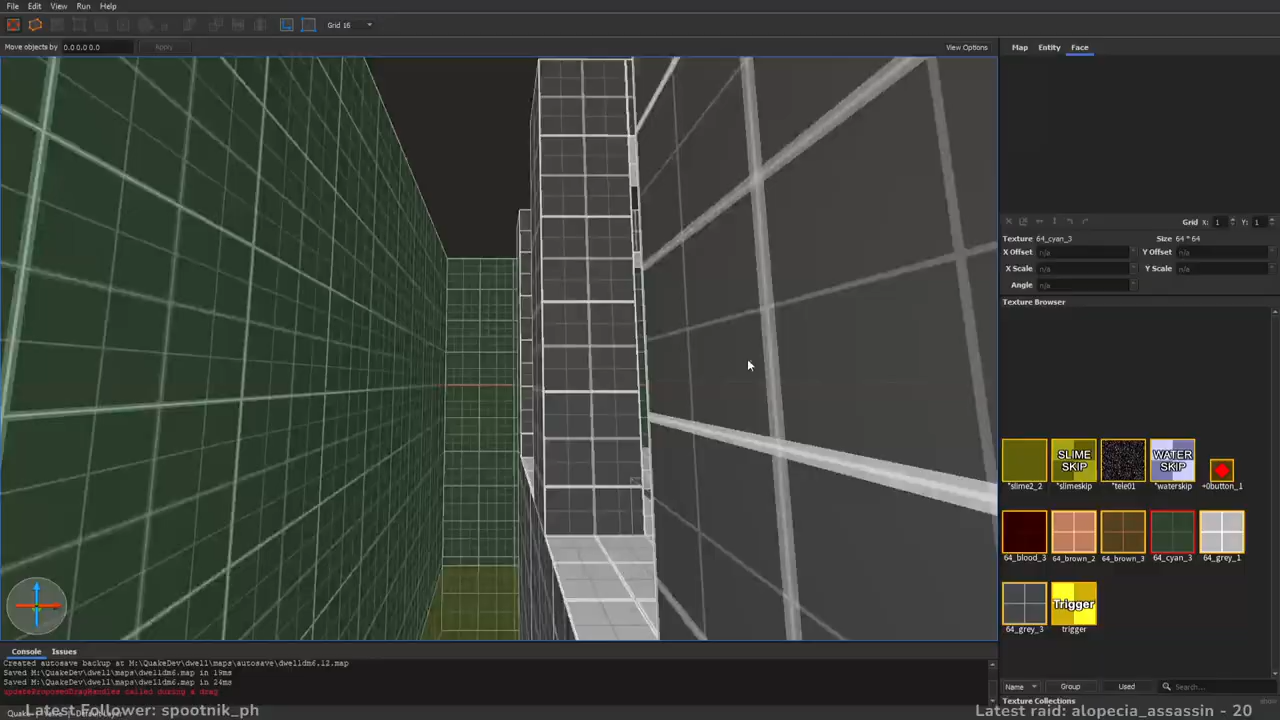 File Edit View Run Help
Grid 16
Move objects by 0.0 0.0 0.0 Apply View Options
Map Entity Face
Grid X: 1 Y: 1
Texture 64_cyan_3 Size 64 * 64
X Offset n/a Y Offset n/a
X Scale n/a Y Scale n/a
Angle n/a
Texture Browser
SLIME SKIP WATER SKIP
*slime2_2 *slimeskip *tele01 *waterskip +0button_1
64_blood_3 64_brown_2 64_brown_3 64_cyan_3 64_grey_1
Trigger
64_grey_3 trigger
Console Issues
Created autosave backup at M:\QuakeDev\dwell\maps\autosave\dwelldm6.12.map
Saved M:\QuakeDev\dwell\maps\dwelldm6.map in 19ms
Saved M:\QuakeDev\dwell\maps\dwelldm6.map in 24ms
updateProposedDragHandles called during a drag
Name Group Used Search...
Texture Collections show
Latest Follower: spootnik_ph
Latest raid: alopecia_assassin - 20